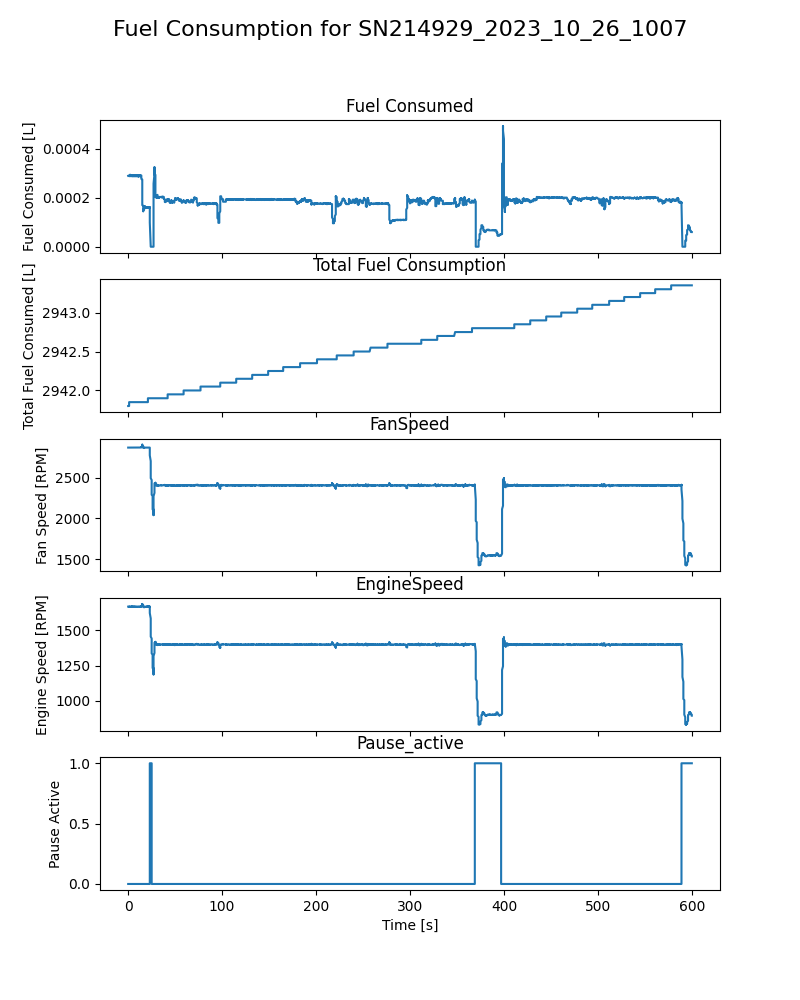 Fuel Consumption for SN214929_2023_10_26_1007
Fuel Consumed
Fuel Consumed [L]
0.0004
0.0002
0.0000
Total Fuel Consumption
Total Fuel Consumed [L]
2943.0
2942.5
2942.0
FanSpeed
Fan Speed [RPM]
2500
2000
1500
EngineSpeed
Engine Speed [RPM]
1500
1250
1000
Pause_active
Pause Active
1.0
0.5
0.0
0 100 200 300 400 500 600
Time [s]